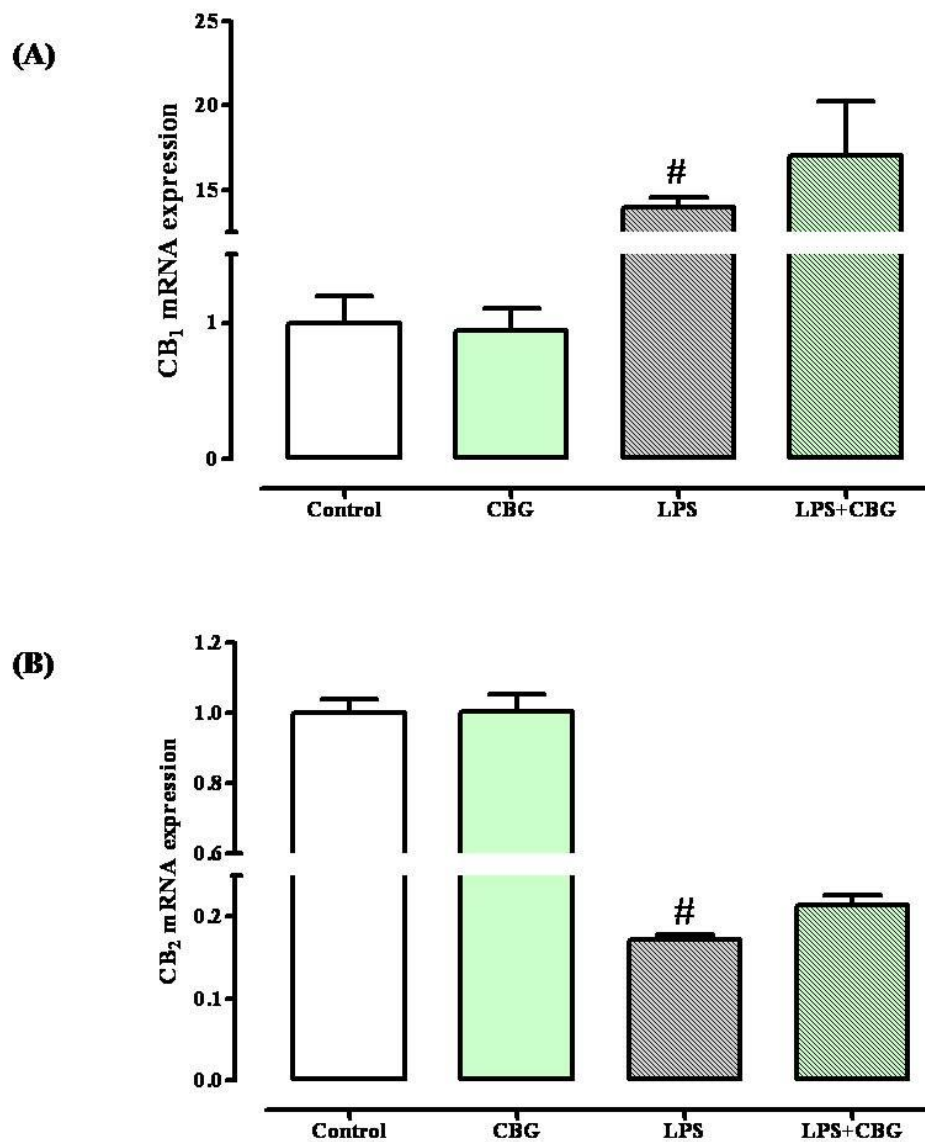 (A)
CB₁ mRNA expression
25
20
15
1
0
#
Control CBG LPS LPS+CBG
(B)
CB₂ mRNA expression
1.2
1.0
0.8
0.6
0.2
0.1
0.0
#
Control CBG LPS LPS+CBG